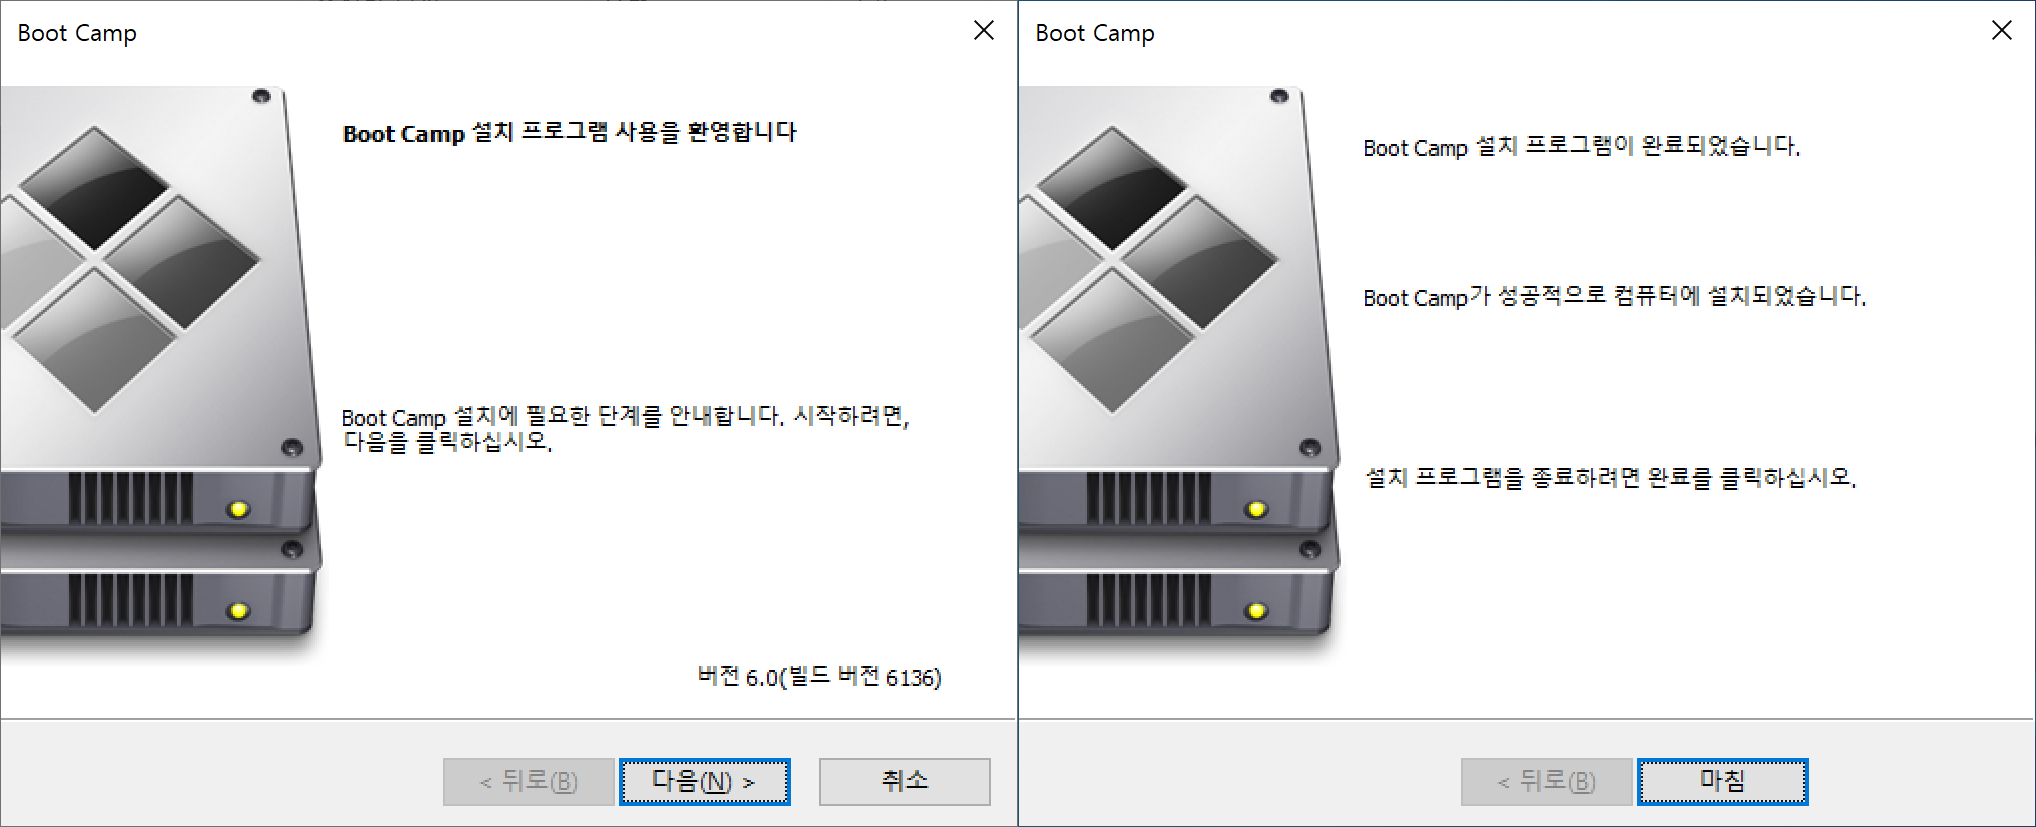 Boot Camp
Boot Camp 설치 프로그램 사용을 환영합니다
Boot Camp 설치에 필요한 단계를 안내합니다. 시작하려면,
다음을 클릭하십시오.
버전 6.0(빌드 버전 6136)
< 뒤로(B)
다음(N) >
취소
Boot Camp
Boot Camp 설치 프로그램이 완료되었습니다.
Boot Camp가 성공적으로 컴퓨터에 설치되었습니다.
설치 프로그램을 종료하려면 완료를 클릭하십시오.
< 뒤로(B)
마침